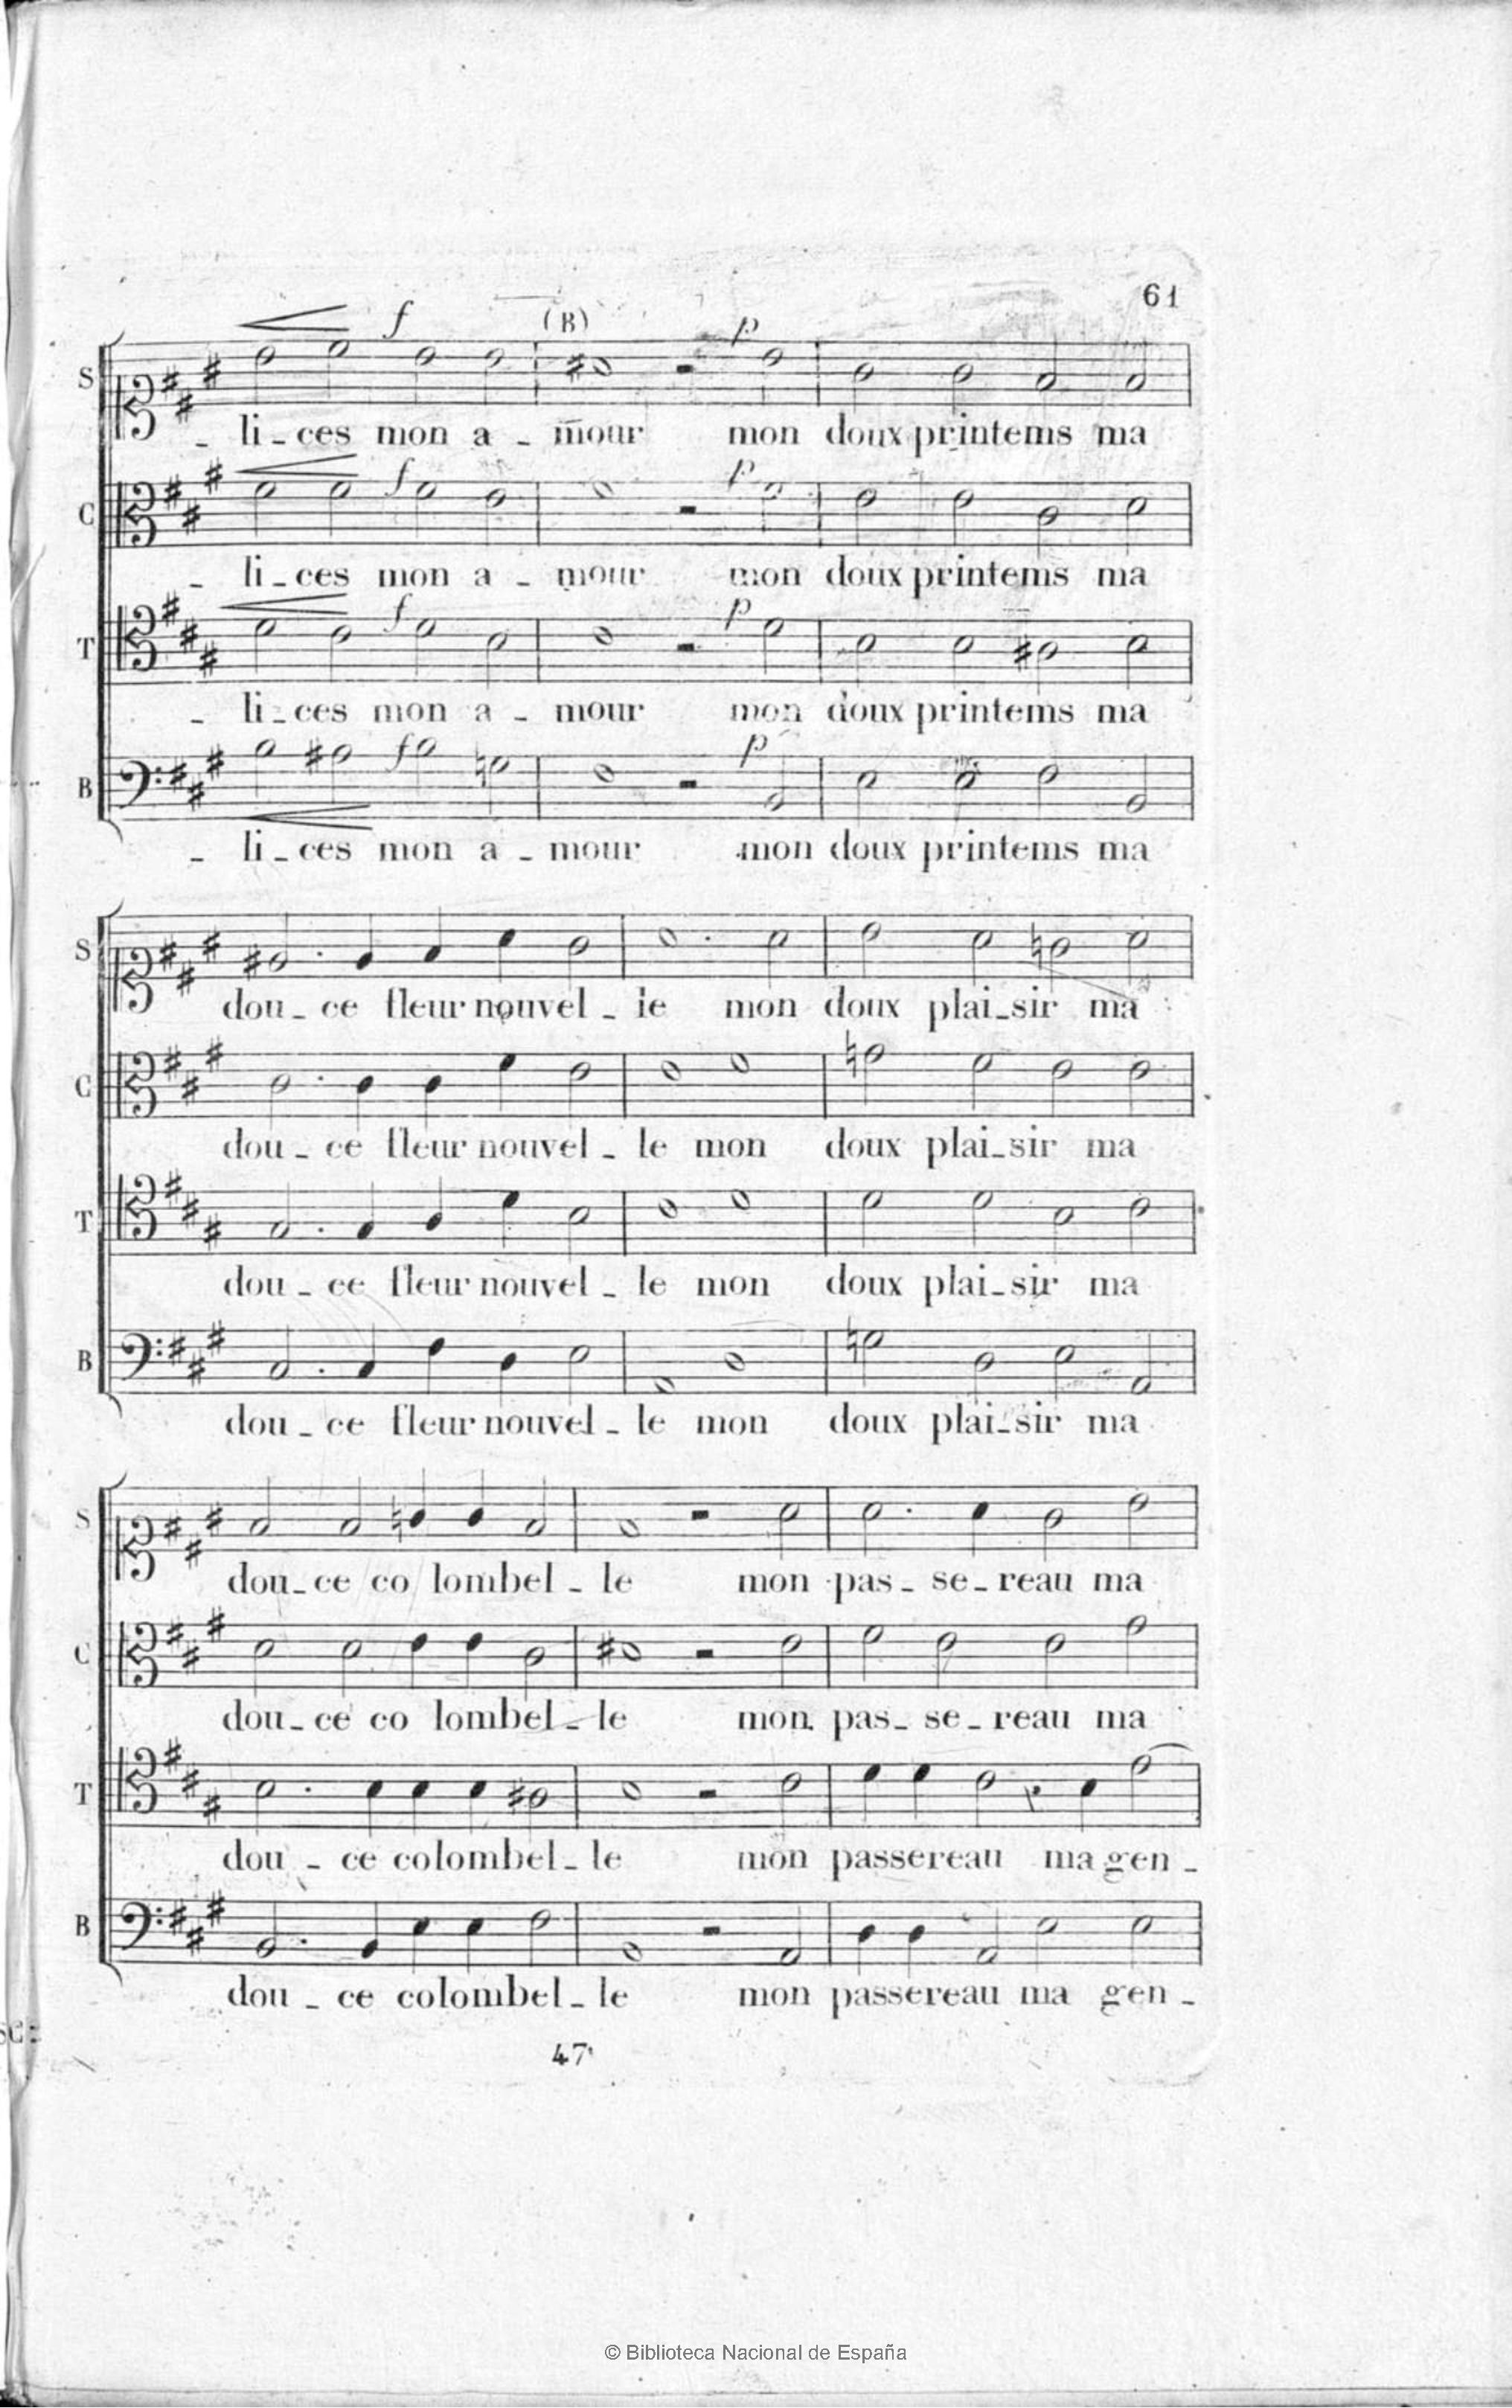 61
f (B) p
S
_ li _ ces mon a _ mour mon doux printems ma
f p
C
_ li _ ces mon a _ mour mon doux printems ma
f p
T
_ li _ ces mon a _ mour mon doux printems ma
f p
B
_ li _ ces mon a _ mour mon doux printems ma
S
dou _ ce fleur nouvel _ le mon doux plai _ sir ma
C
dou _ ce fleur nouvel _ le mon doux plai _ sir ma
T
dou _ ce fleur nouvel _ le mon doux plai _ sir ma
B
dou _ ce fleur nouvel _ le mon doux plai _ sir ma
S
dou _ ce co lombel _ le mon pas _ se _ reau ma
C
dou _ ce co lombel _ le mon pas _ se _ reau ma
T
dou _ ce colombel _ le mon passereau ma gen _
B
dou _ ce colombel _ le mon passereau ma gen _
47
© Biblioteca Nacional de España